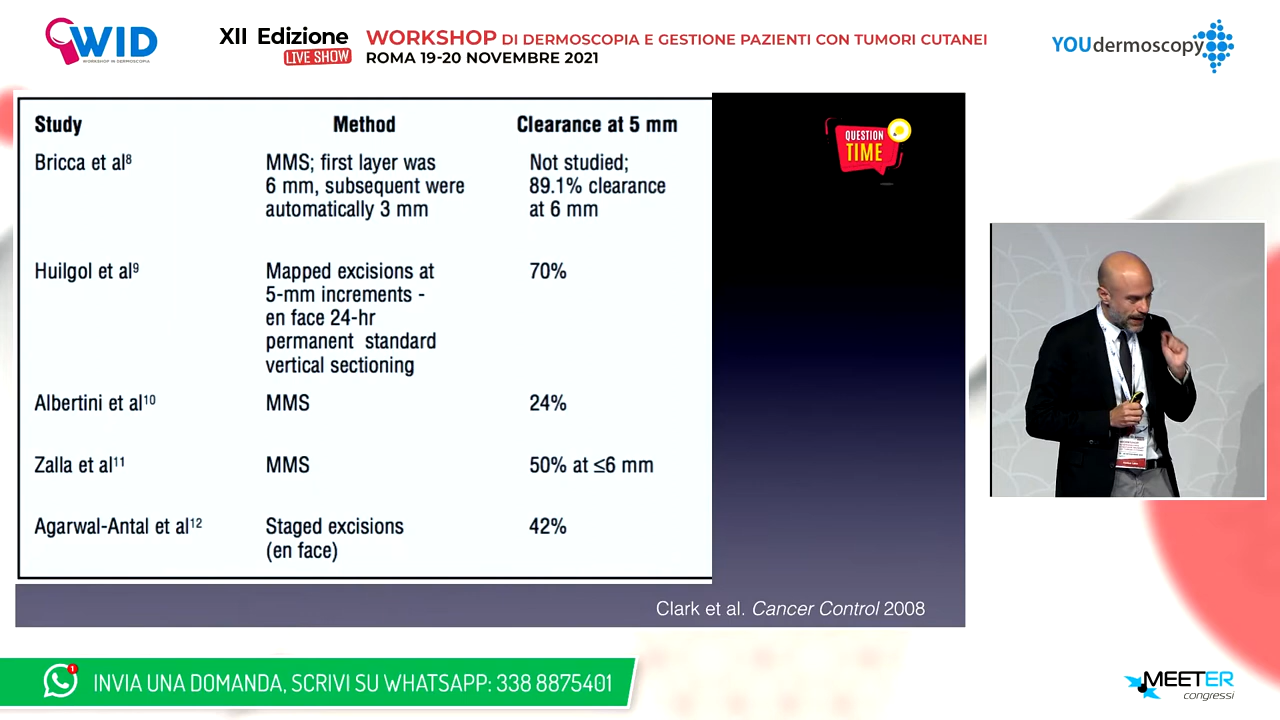 WID
WORKSHOP IN DERMOSCOPY
XII Edizione
LIVE SHOW
WORKSHOP DI DERMOSCOPIA E GESTIONE PAZIENTI CON TUMORI CUTANEI
ROMA 19-20 NOVEMBRE 2021
YOUdermoscopy
Study Method Clearance at 5 mm
Bricca et al⁸ MMS; first layer was Not studied;
6 mm, subsequent were 89.1% clearance
automatically 3 mm at 6 mm
Huilgol et al⁹ Mapped excisions at 70%
5-mm increments -
en face 24-hr
permanent standard
vertical sectioning
Albertini et al¹⁰ MMS 24%
Zalla et al¹¹ MMS 50% at ≤6 mm
Agarwal-Antal et al¹² Staged excisions 42%
(en face)
QUESTION
TIME
Clark et al. Cancer Control 2008
1
INVIA UNA DOMANDA, SCRIVI SU WHATSAPP: 338 8875401
MEETER
congressi